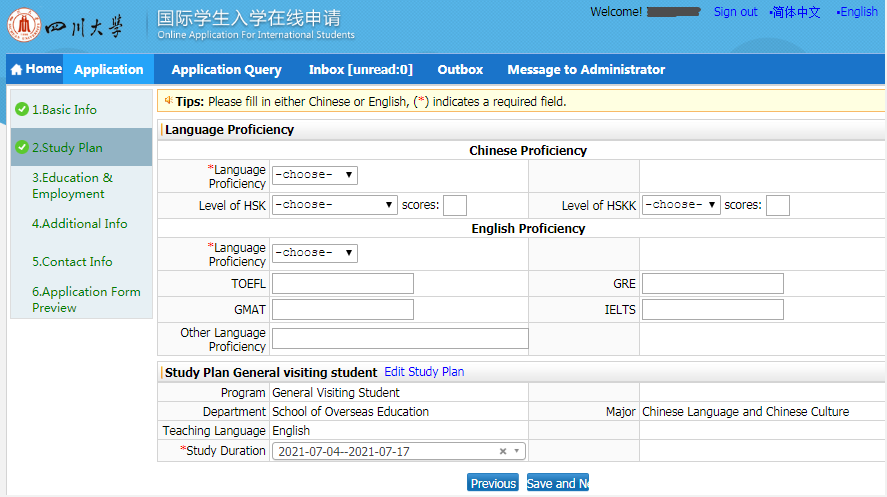 四川大学
国际学生入学在线申请
Online Application For International Students
Welcome! Sign out •简体中文 •English
Home Application Application Query Inbox [unread:0] Outbox Message to Administrator
1.Basic Info
2.Study Plan
3.Education &
Employment
4.Additional Info
5.Contact Info
6.Application Form
Preview
Tips: Please fill in either Chinese or English, (*) indicates a required field.
Language Proficiency
Chinese Proficiency
*Language
Proficiency
-choose-
Level of HSK -choose- scores: Level of HSKK -choose- scores:
English Proficiency
*Language
Proficiency
-choose-
TOEFL GRE
GMAT IELTS
Other Language
Proficiency
Study Plan General visiting student Edit Study Plan
Program General Visiting Student
Department School of Overseas Education Major Chinese Language and Chinese Culture
Teaching Language English
*Study Duration 2021-07-04--2021-07-17
Previous Save and Ne